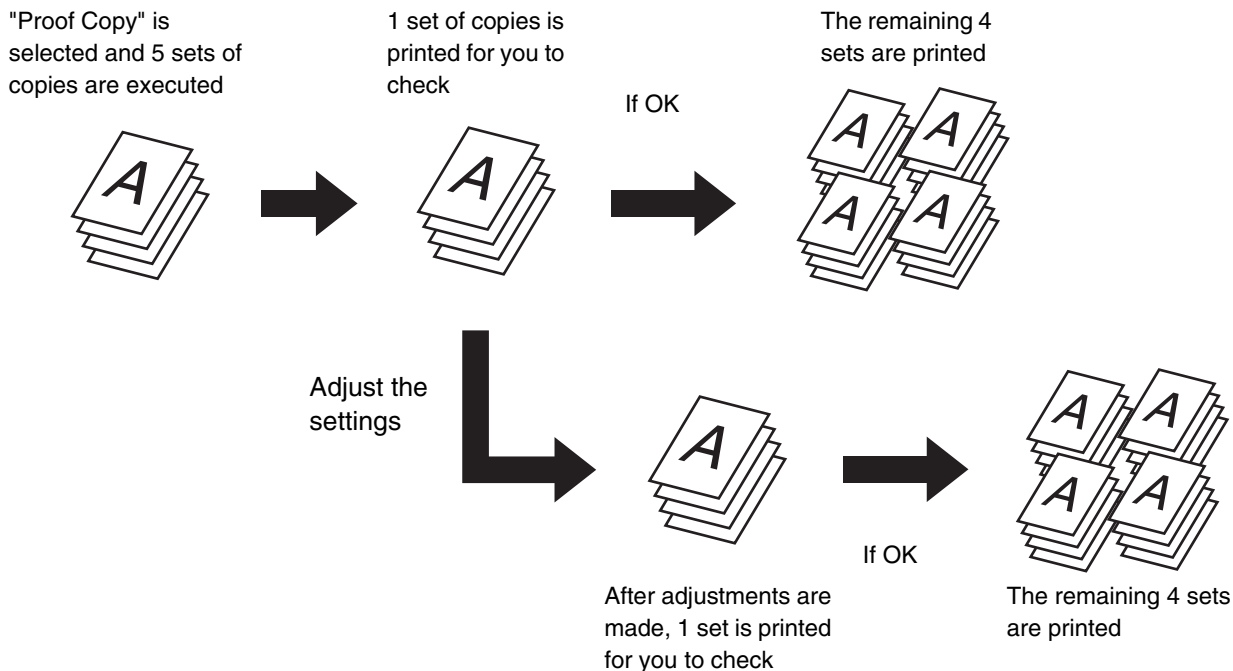 "Proof Copy" is
selected and 5 sets of
copies are executed
1 set of copies is
printed for you to
check
If OK
The remaining 4
sets are printed
A
A
A
A
A
A
Adjust the
settings
A
If OK
A
A
A
A
After adjustments are
made, 1 set is printed
for you to check
The remaining 4 sets
are printed